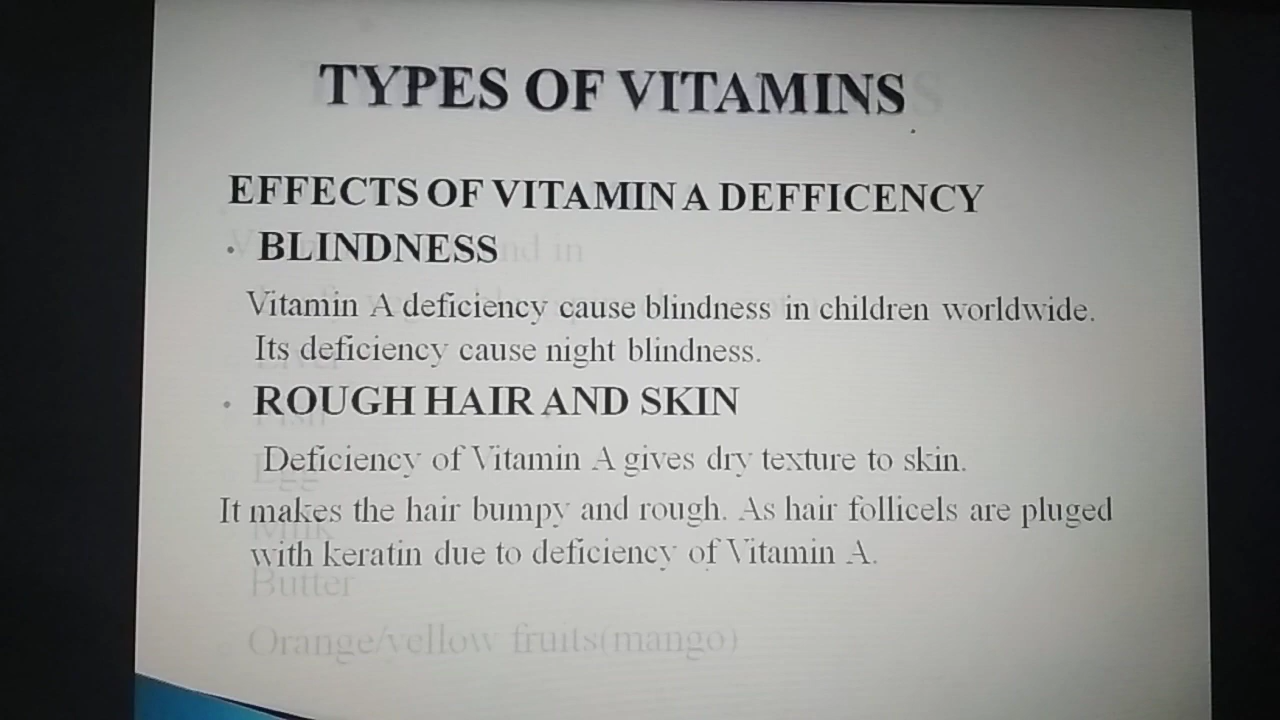 TYPES OF VITAMINS
EFFECTS OF VITAMIN A DEFFICENCY
• BLINDNESS
Vitamin A deficiency cause blindness in children worldwide.
Its deficiency cause night blindness.
• ROUGH HAIR AND SKIN
Deficiency of Vitamin A gives dry texture to skin.
It makes the hair bumpy and rough. As hair follicels are pluged
with keratin due to deficiency of Vitamin A.
Egg
Milk
Butter
Orange/yellow fruits(mango)